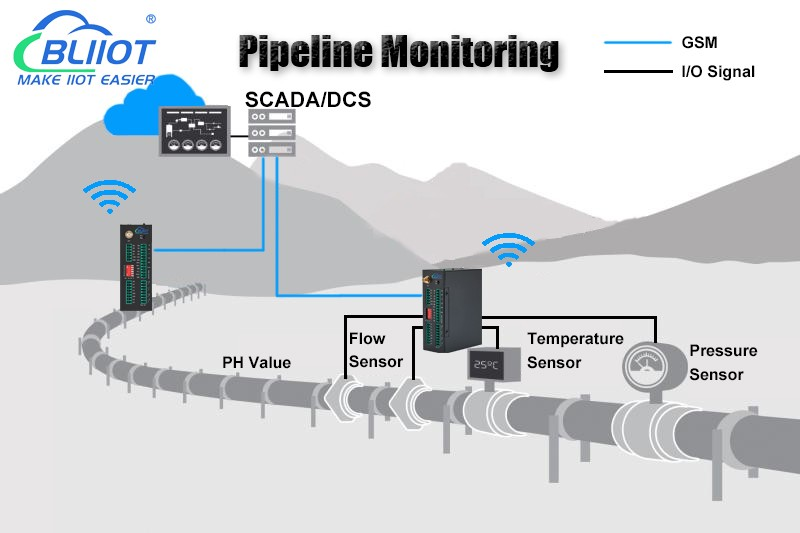 BLIIOT ®
MAKE IIOT EASIER
Pipeline Monitoring
GSM
I/O Signal
SCADA/DCS
PH Value
Flow
Sensor
25°C
Temperature
Sensor
Pressure
Sensor